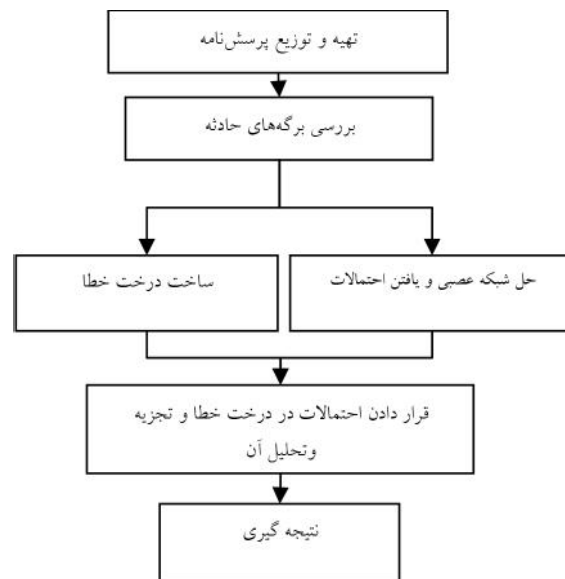 تهیه و توزیع پرسش‌نامه
بررسی برگه‌های حادثه
حل شبکه عصبی و یافتن احتمالات
ساخت درخت خطا
قرار دادن احتمالات در درخت خطا و تجزیه
وتحلیل آن
نتیجه گیری